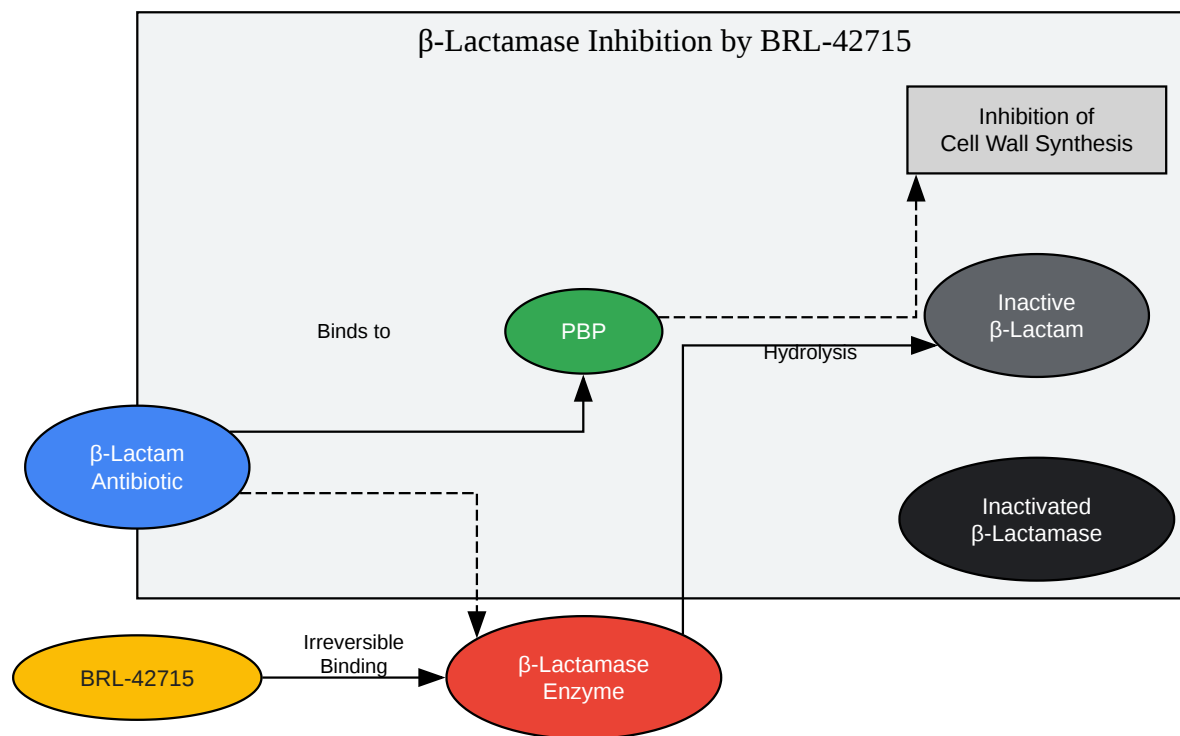 β-Lactamase Inhibition by BRL-42715
Inhibition of
Cell Wall Synthesis
Binds to
PBP
Inactive
β-Lactam
Hydrolysis
β-Lactam
Antibiotic
Inactivated
β-Lactamase
BRL-42715
Irreversible
Binding
β-Lactamase
Enzyme